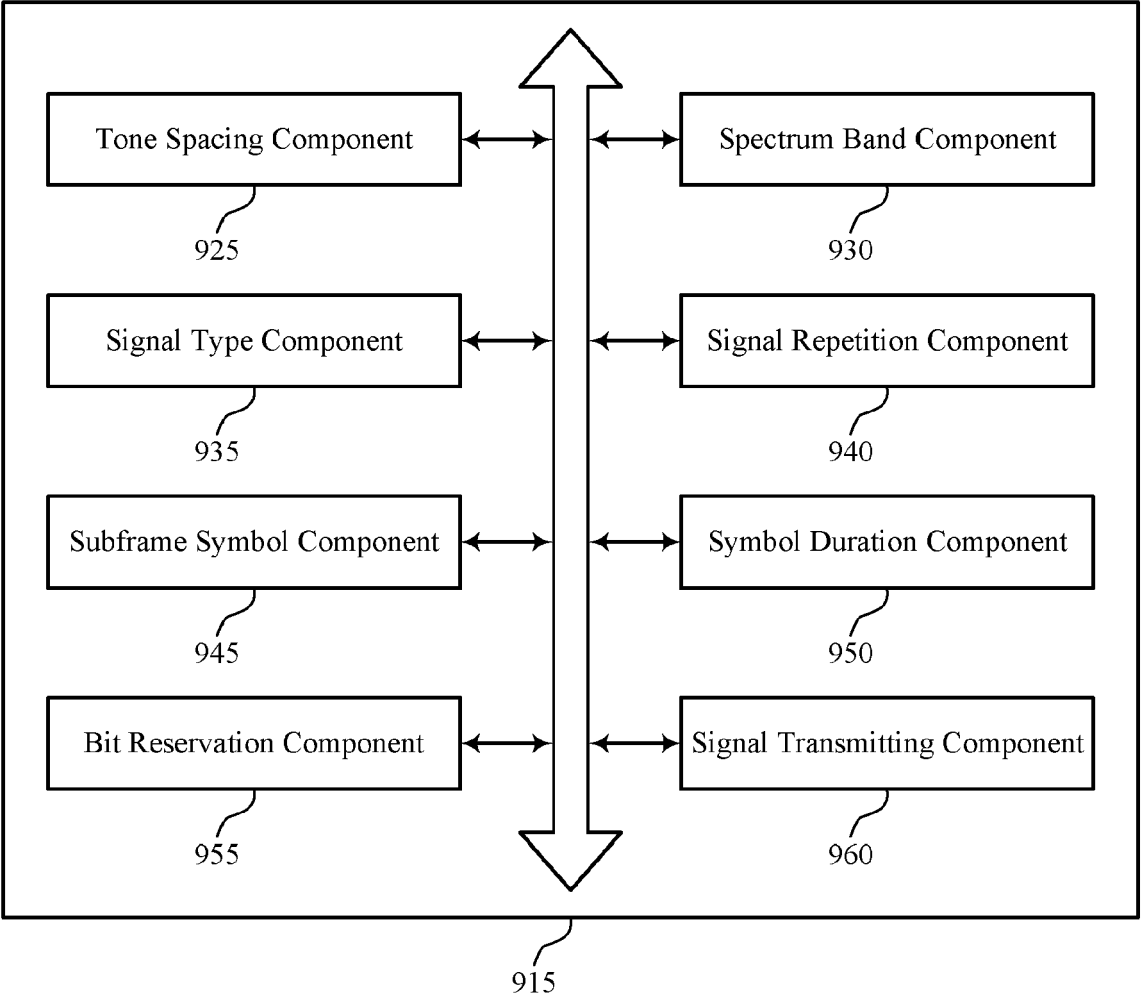 Tone Spacing Component
Spectrum Band Component
925
930
Signal Type Component
Signal Repetition Component
935
940
Subframe Symbol Component
Symbol Duration Component
945
950
Bit Reservation Component
Signal Transmitting Component
955
960
915